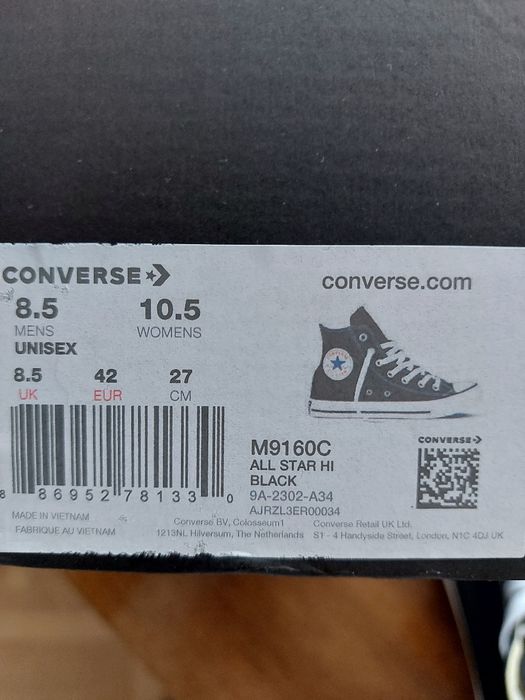 CONVERSE
converse.com
8.5 10.5
MENS WOMENS
UNISEX
8.5 42 27
UK EUR CM
8 86952 78133 0
M9160C
ALL STAR HI
BLACK
9A-2302-A34
AJRZL3ER00034
CONVERSE
MADE IN VIETNAM
FABRIQUE AU VIETNAM
Converse BV, Colosseum1
1213NL Hilversum, The Netherlands
Converse Retail UK Ltd.
S1 - 4 Handyside Street, London, N1C 4DJ UK